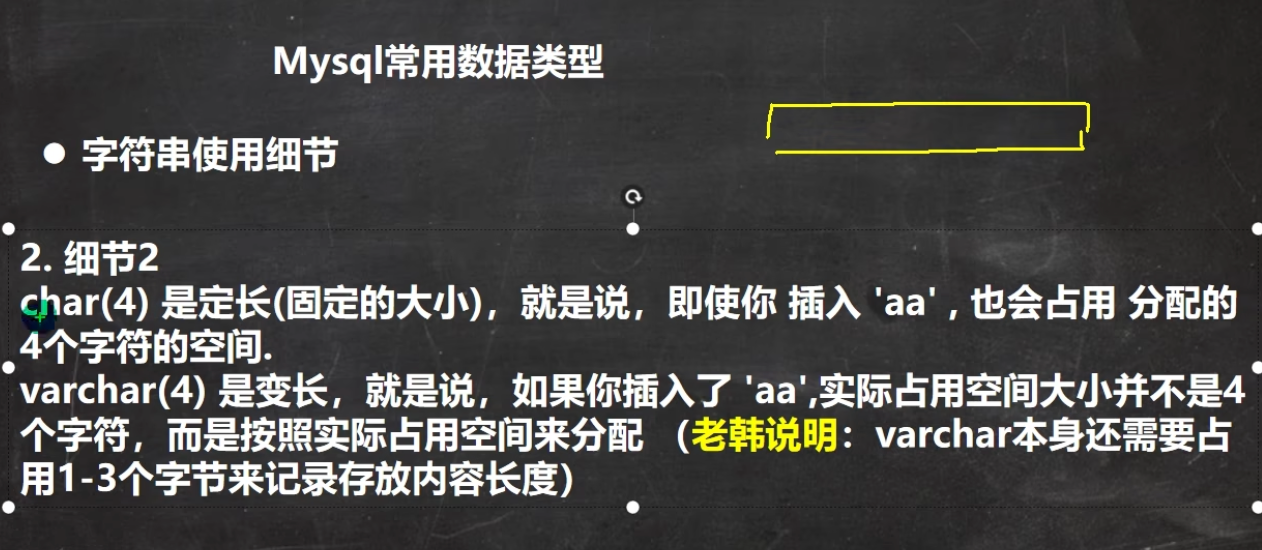 Mysql常用数据类型
● 字符串使用细节
2. 细节2
char(4) 是定长(固定的大小)，就是说，即使你 插入 'aa' , 也会占用 分配的
4个字符的空间.
varchar(4) 是变长，就是说，如果你插入了 'aa',实际占用空间大小并不是4
个字符，而是按照实际占用空间来分配 （老韩说明：varchar本身还需要占
用1-3个字节来记录存放内容长度）